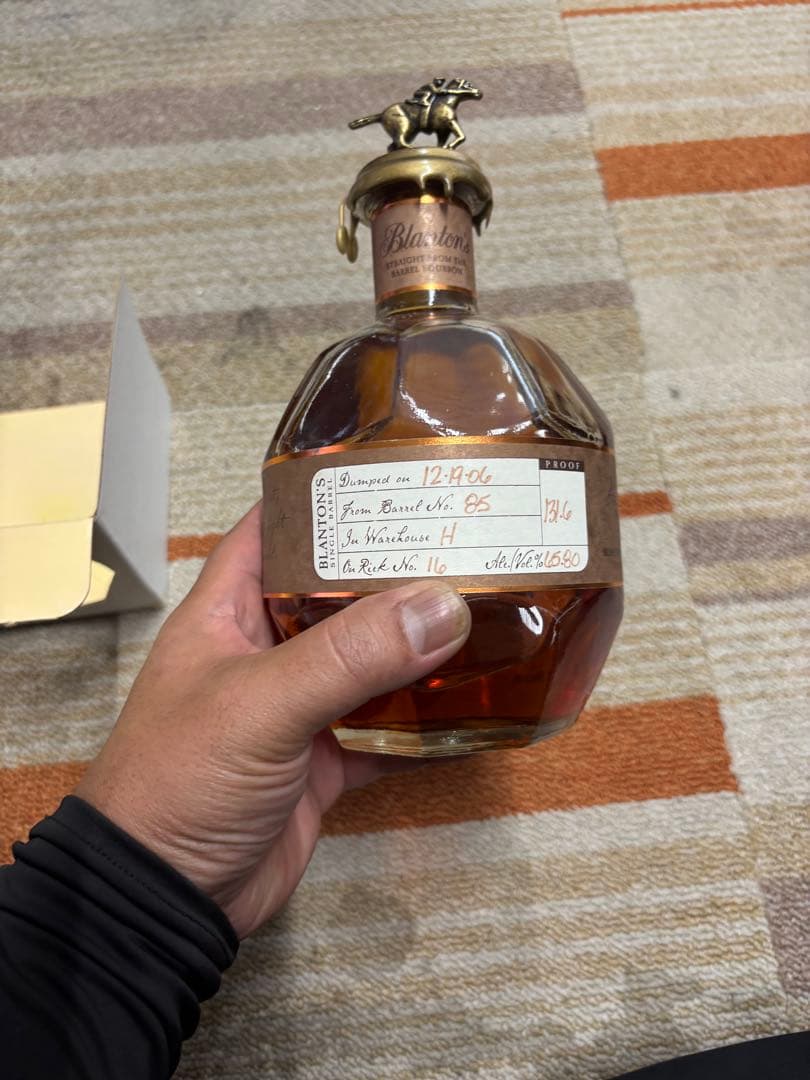 Blanton's
STRAIGHT FROM THE
BARREL BOURBON
BLANTON'S
SINGLE BARREL
Dumped on 12-19-06
From Barrel No. 85
In Warehouse H
On Rick No. 16
Alc./Vol.% 65.80
PROOF
131.6